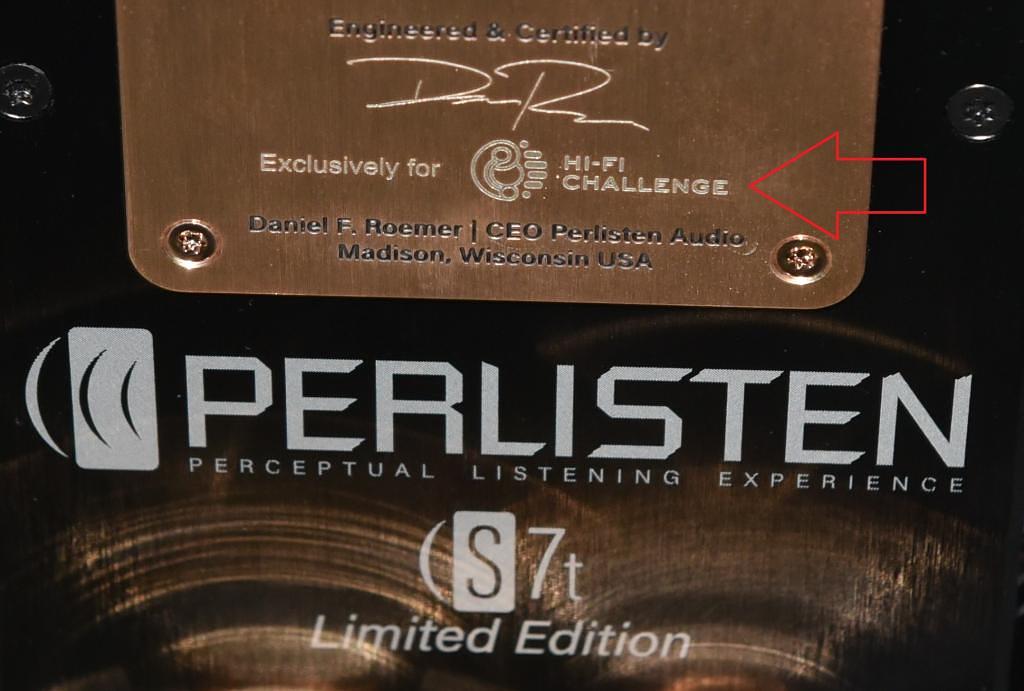 Engineered & Certified by
Exclusively for HI-FI CHALLENGE
Daniel F. Roemer | CEO Perlisten Audio
Madison, Wisconsin USA
PERLISTEN
PERCEPTUAL LISTENING EXPERIENCE
S7t
Limited Edition